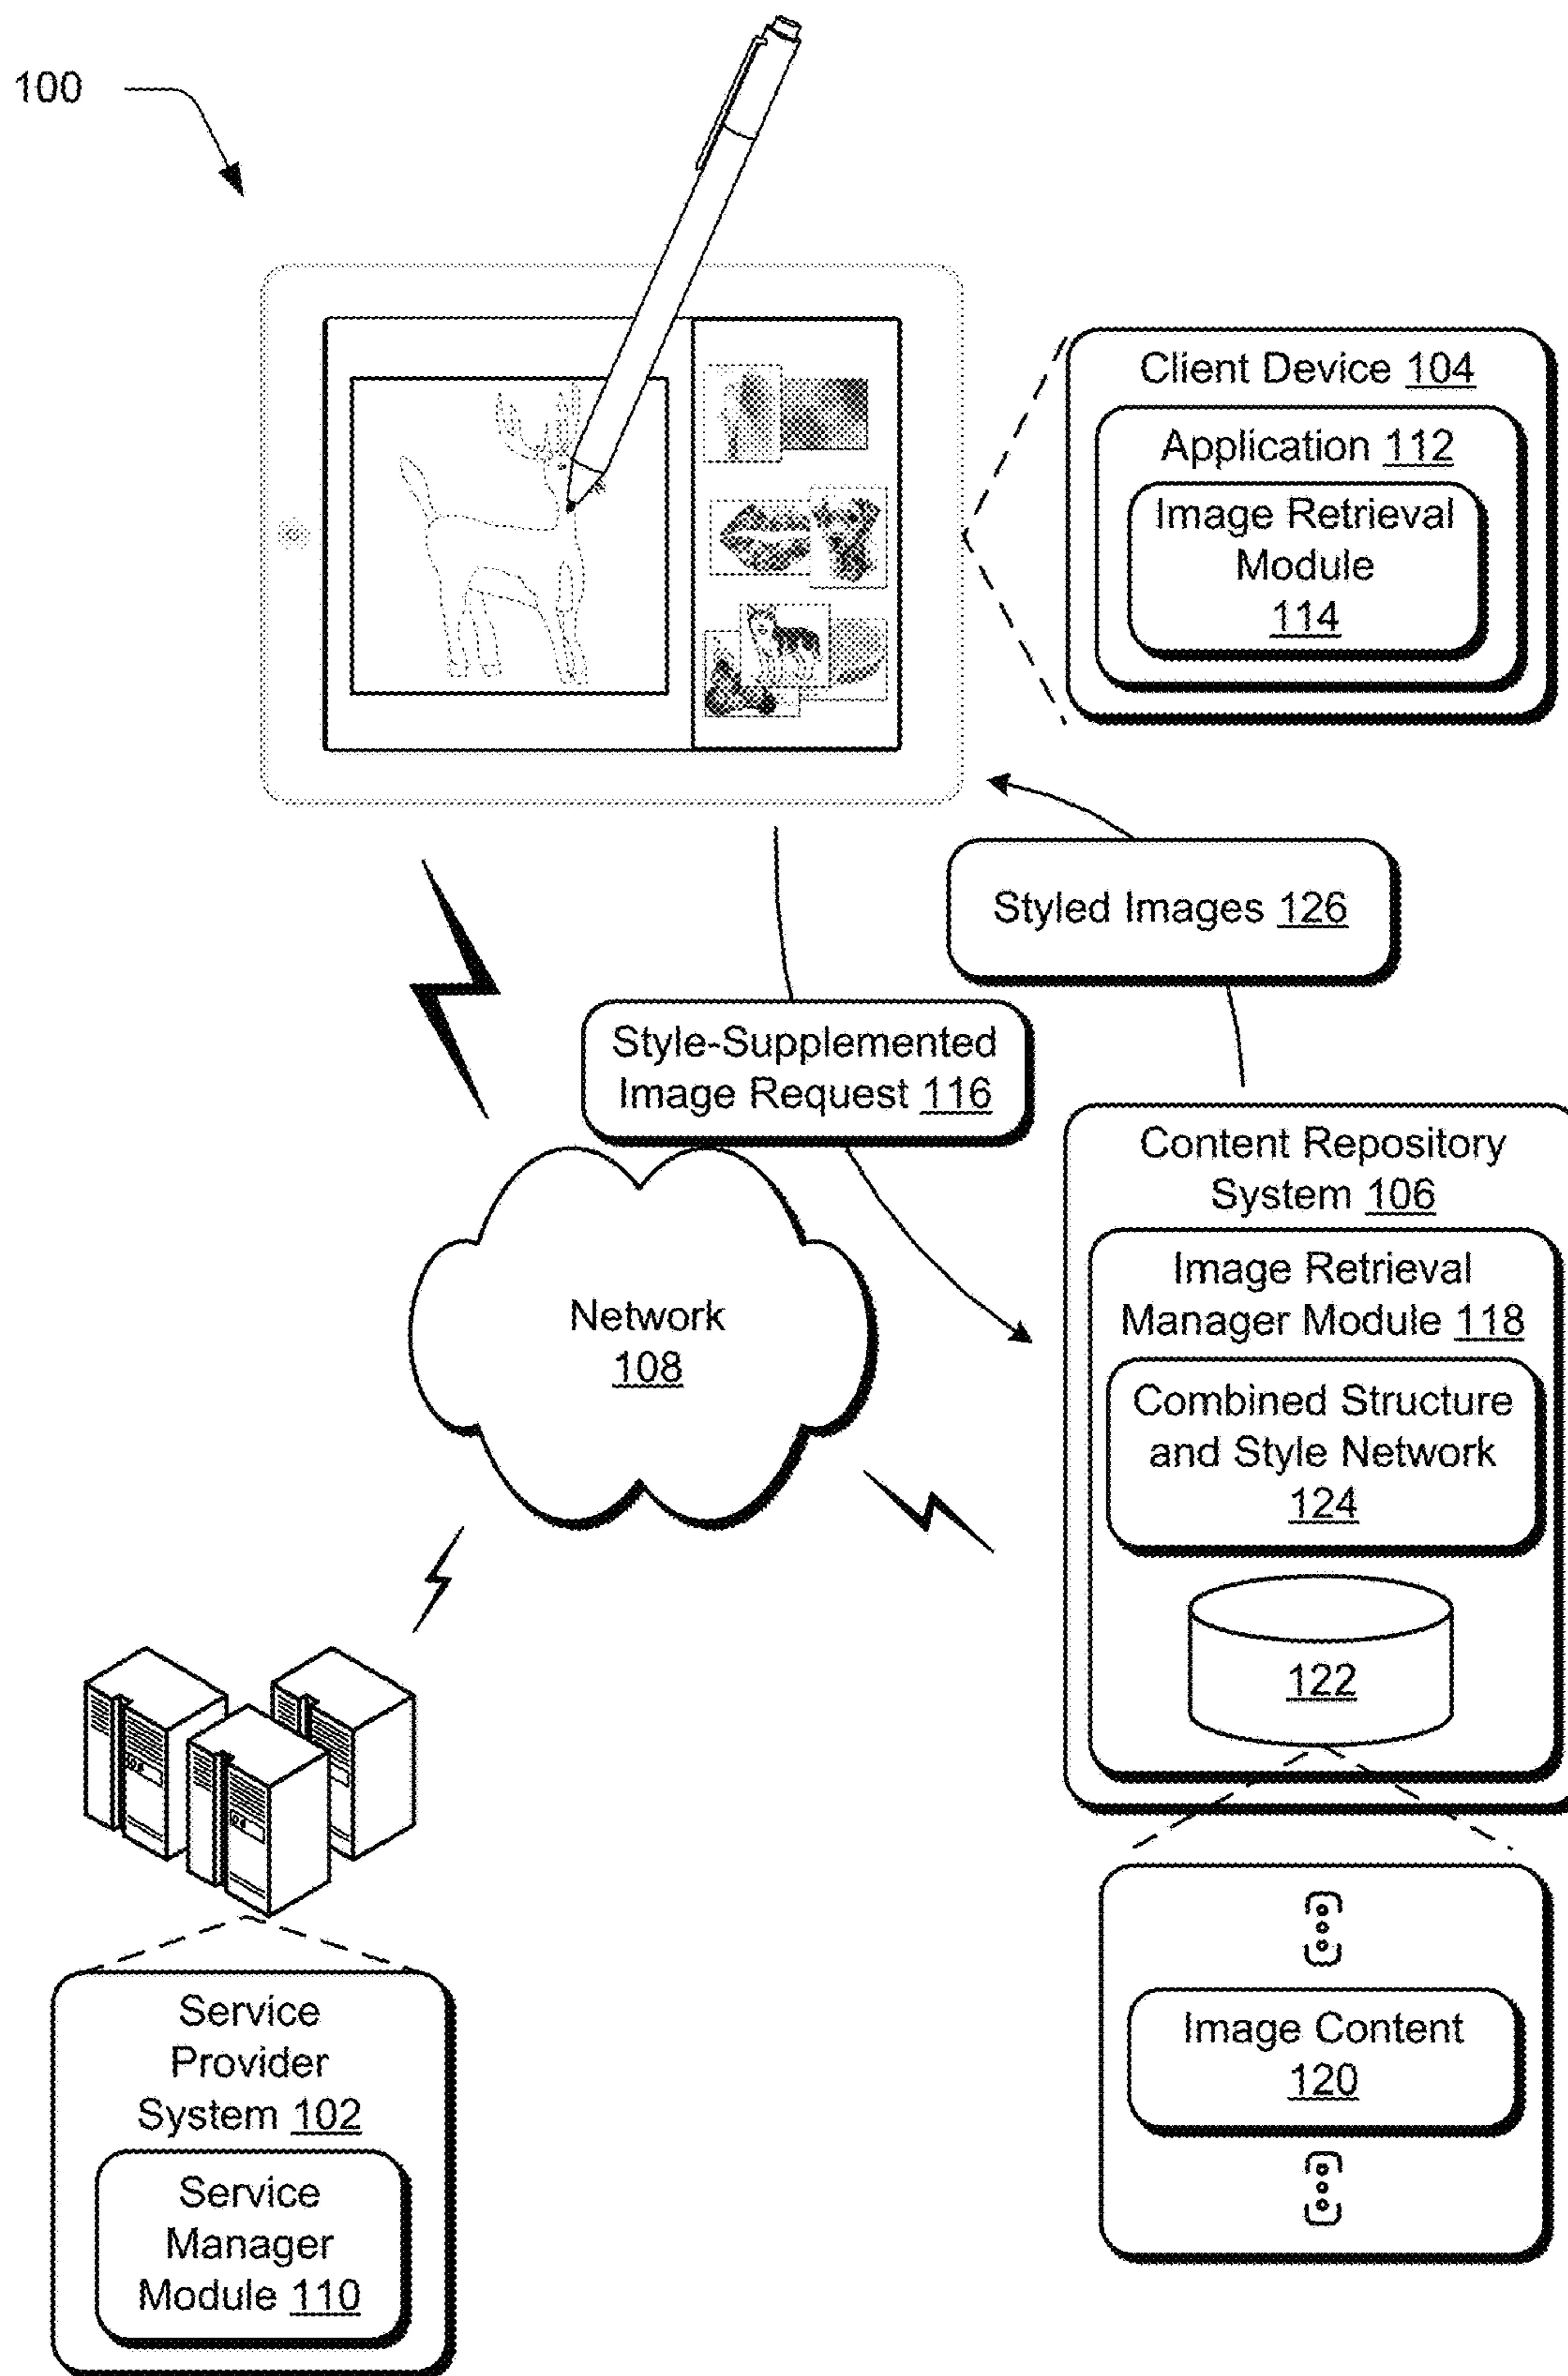 100
Client Device 104
Application 112
Image Retrieval
Module
114
Styled Images 126
Style-Supplemented
Image Request 116
Content Repository
System 106
Image Retrieval
Manager Module 118
Combined Structure
and Style Network
124
122
Network
108
Service
Provider
System 102
Service
Manager
Module 110
Image Content
120